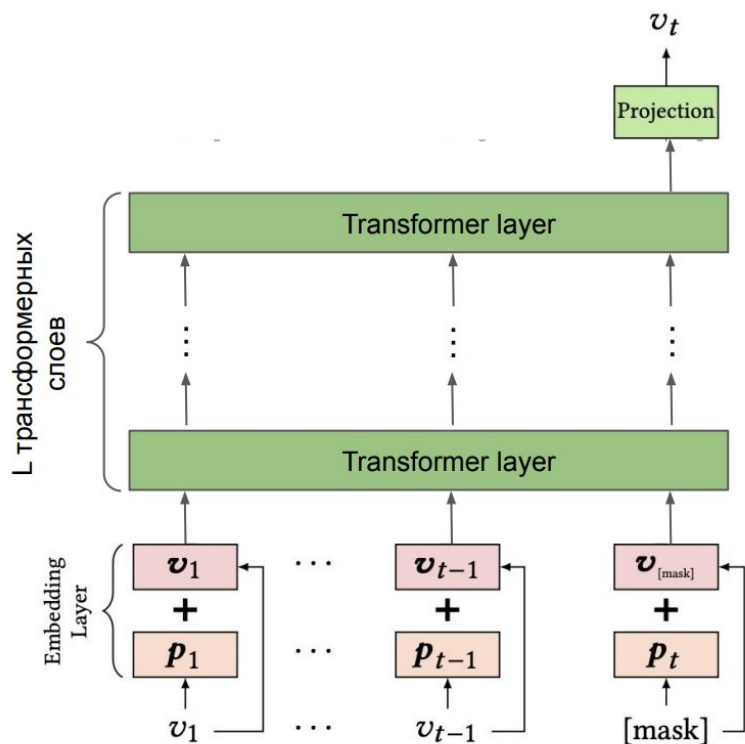 v_t
Projection
Transformer layer
... ... ...
L трансформерных
слоев
Transformer layer
Embedding
Layer
v_1 ... v_{t-1} v_{[mask]}
+ + +
p_1 ... p_{t-1} p_t
v_1 ... v_{t-1} [mask]